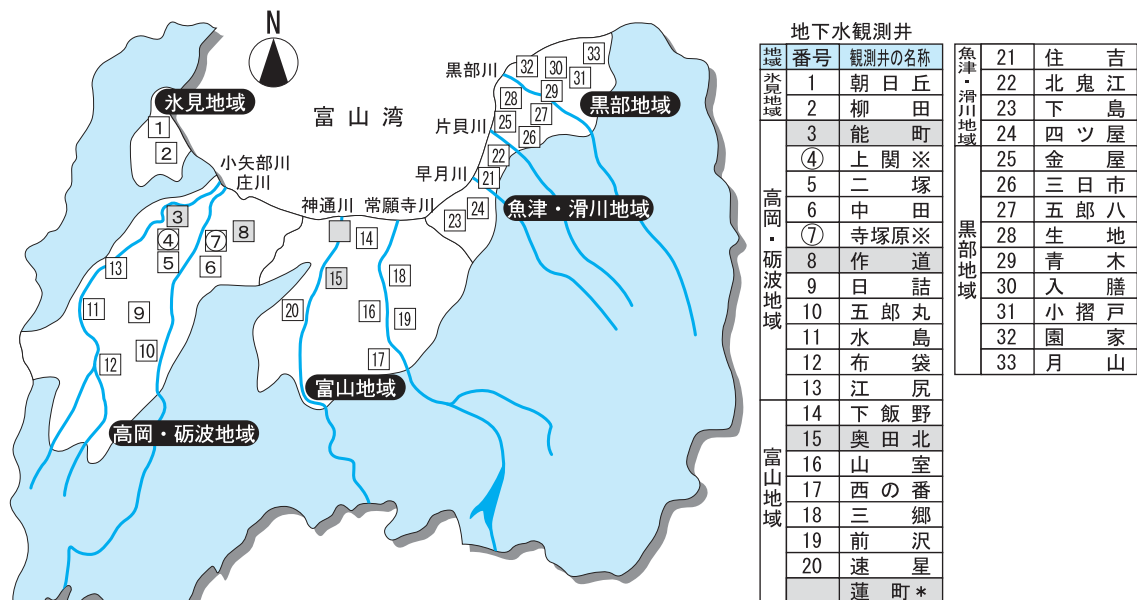 N
氷見地域
富山湾
黒部川
片貝川
早月川
黒部地域
魚津・滑川地域
小矢部川
庄川
神通川
常願寺川
高岡・砺波地域
富山地域
1
2
3
④
5
6
⑦
8
9
10
11
12
13
14
15
16
17
18
19
20
21
22
23
24
25
26
27
28
29
30
31
32
33
地下水観測井
地域 番号 観測井の名称
氷見地域
1 朝日丘
2 柳田
高岡・砺波地域
3 能町
④ 上関※
5 二塚
6 中田
⑦ 寺塚原※
8 作道
9 日詰
10 五郎丸
11 水島
12 布袋
13 江尻
富山地域
14 下飯野
15 奥田北
16 山室
17 西の番
18 三郷
19 前沢
20 速星
蓮町*
魚津・滑川地域
21 住吉
22 北鬼江
23 下島
24 四ツ屋
黒部地域
25 金屋
26 三日市
27 五郎八
28 生地
29 青木
30 入膳
31 小摺戸
32 園家
33 月山